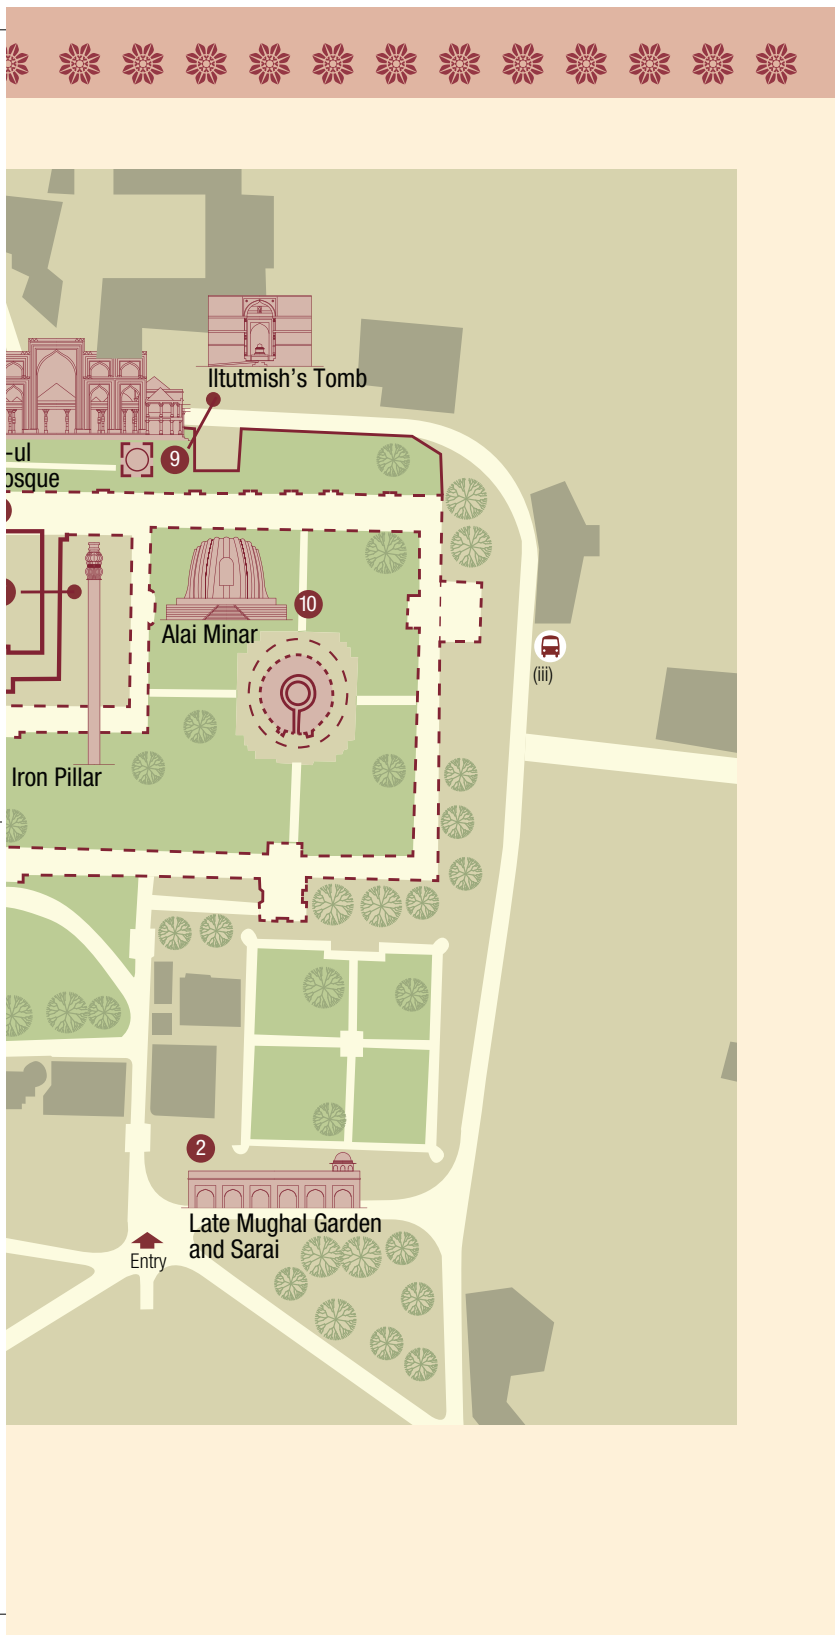 Iltutmish's Tomb
9
-ul
osque
10
Alai Minar
(iii)
Iron Pillar
2
Late Mughal Garden
and Sarai
Entry